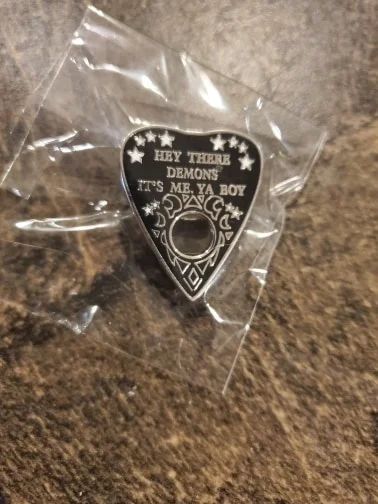 HEY THERE
DEMONS
IT'S ME, YA BOY